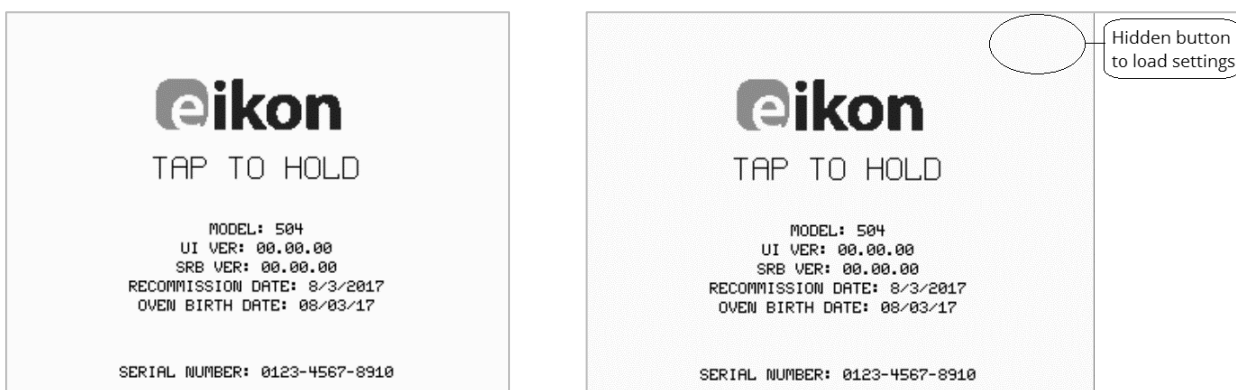 eikon
TAP TO HOLD
MODEL: 504
UI VER: 00.00.00
SRB VER: 00.00.00
RECOMMISSION DATE: 8/3/2017
OVEN BIRTH DATE: 08/03/17
SERIAL NUMBER: 0123-4567-8910
eikon
TAP TO HOLD
MODEL: 504
UI VER: 00.00.00
SRB VER: 00.00.00
RECOMMISSION DATE: 8/3/2017
OVEN BIRTH DATE: 08/03/17
SERIAL NUMBER: 0123-4567-8910
Hidden button
to load settings